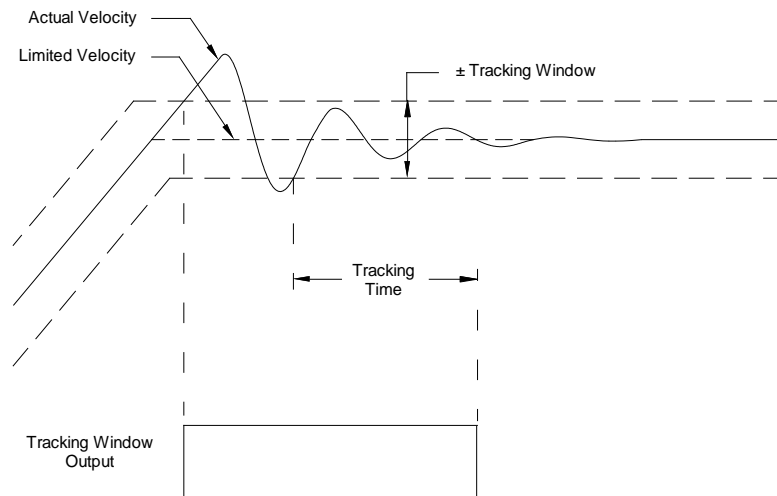 Actual Velocity
Limited Velocity
± Tracking Window
Tracking
Time
Tracking Window
Output